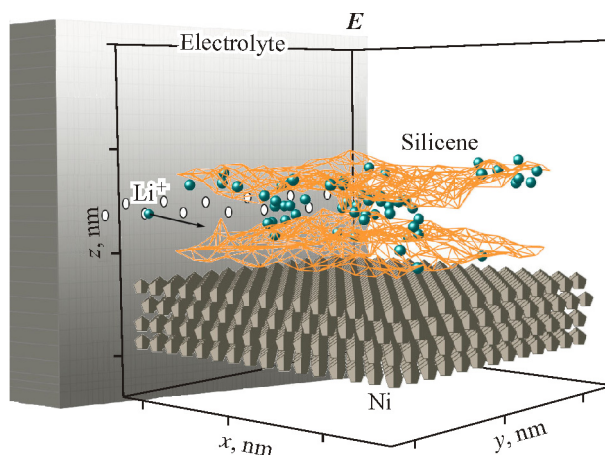 E
Electrolyte
Silicene
Li+
z, nm
Ni
x, nm
y, nm